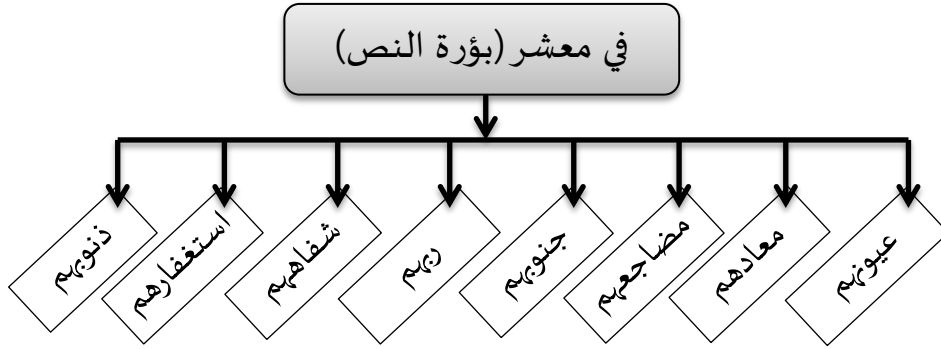 في معشر (بؤرة النص)
عيونهم
معادهم
مضاجعهم
جنوبهم
ربهم
شفاههم
استغفارهم
ذنوبهم